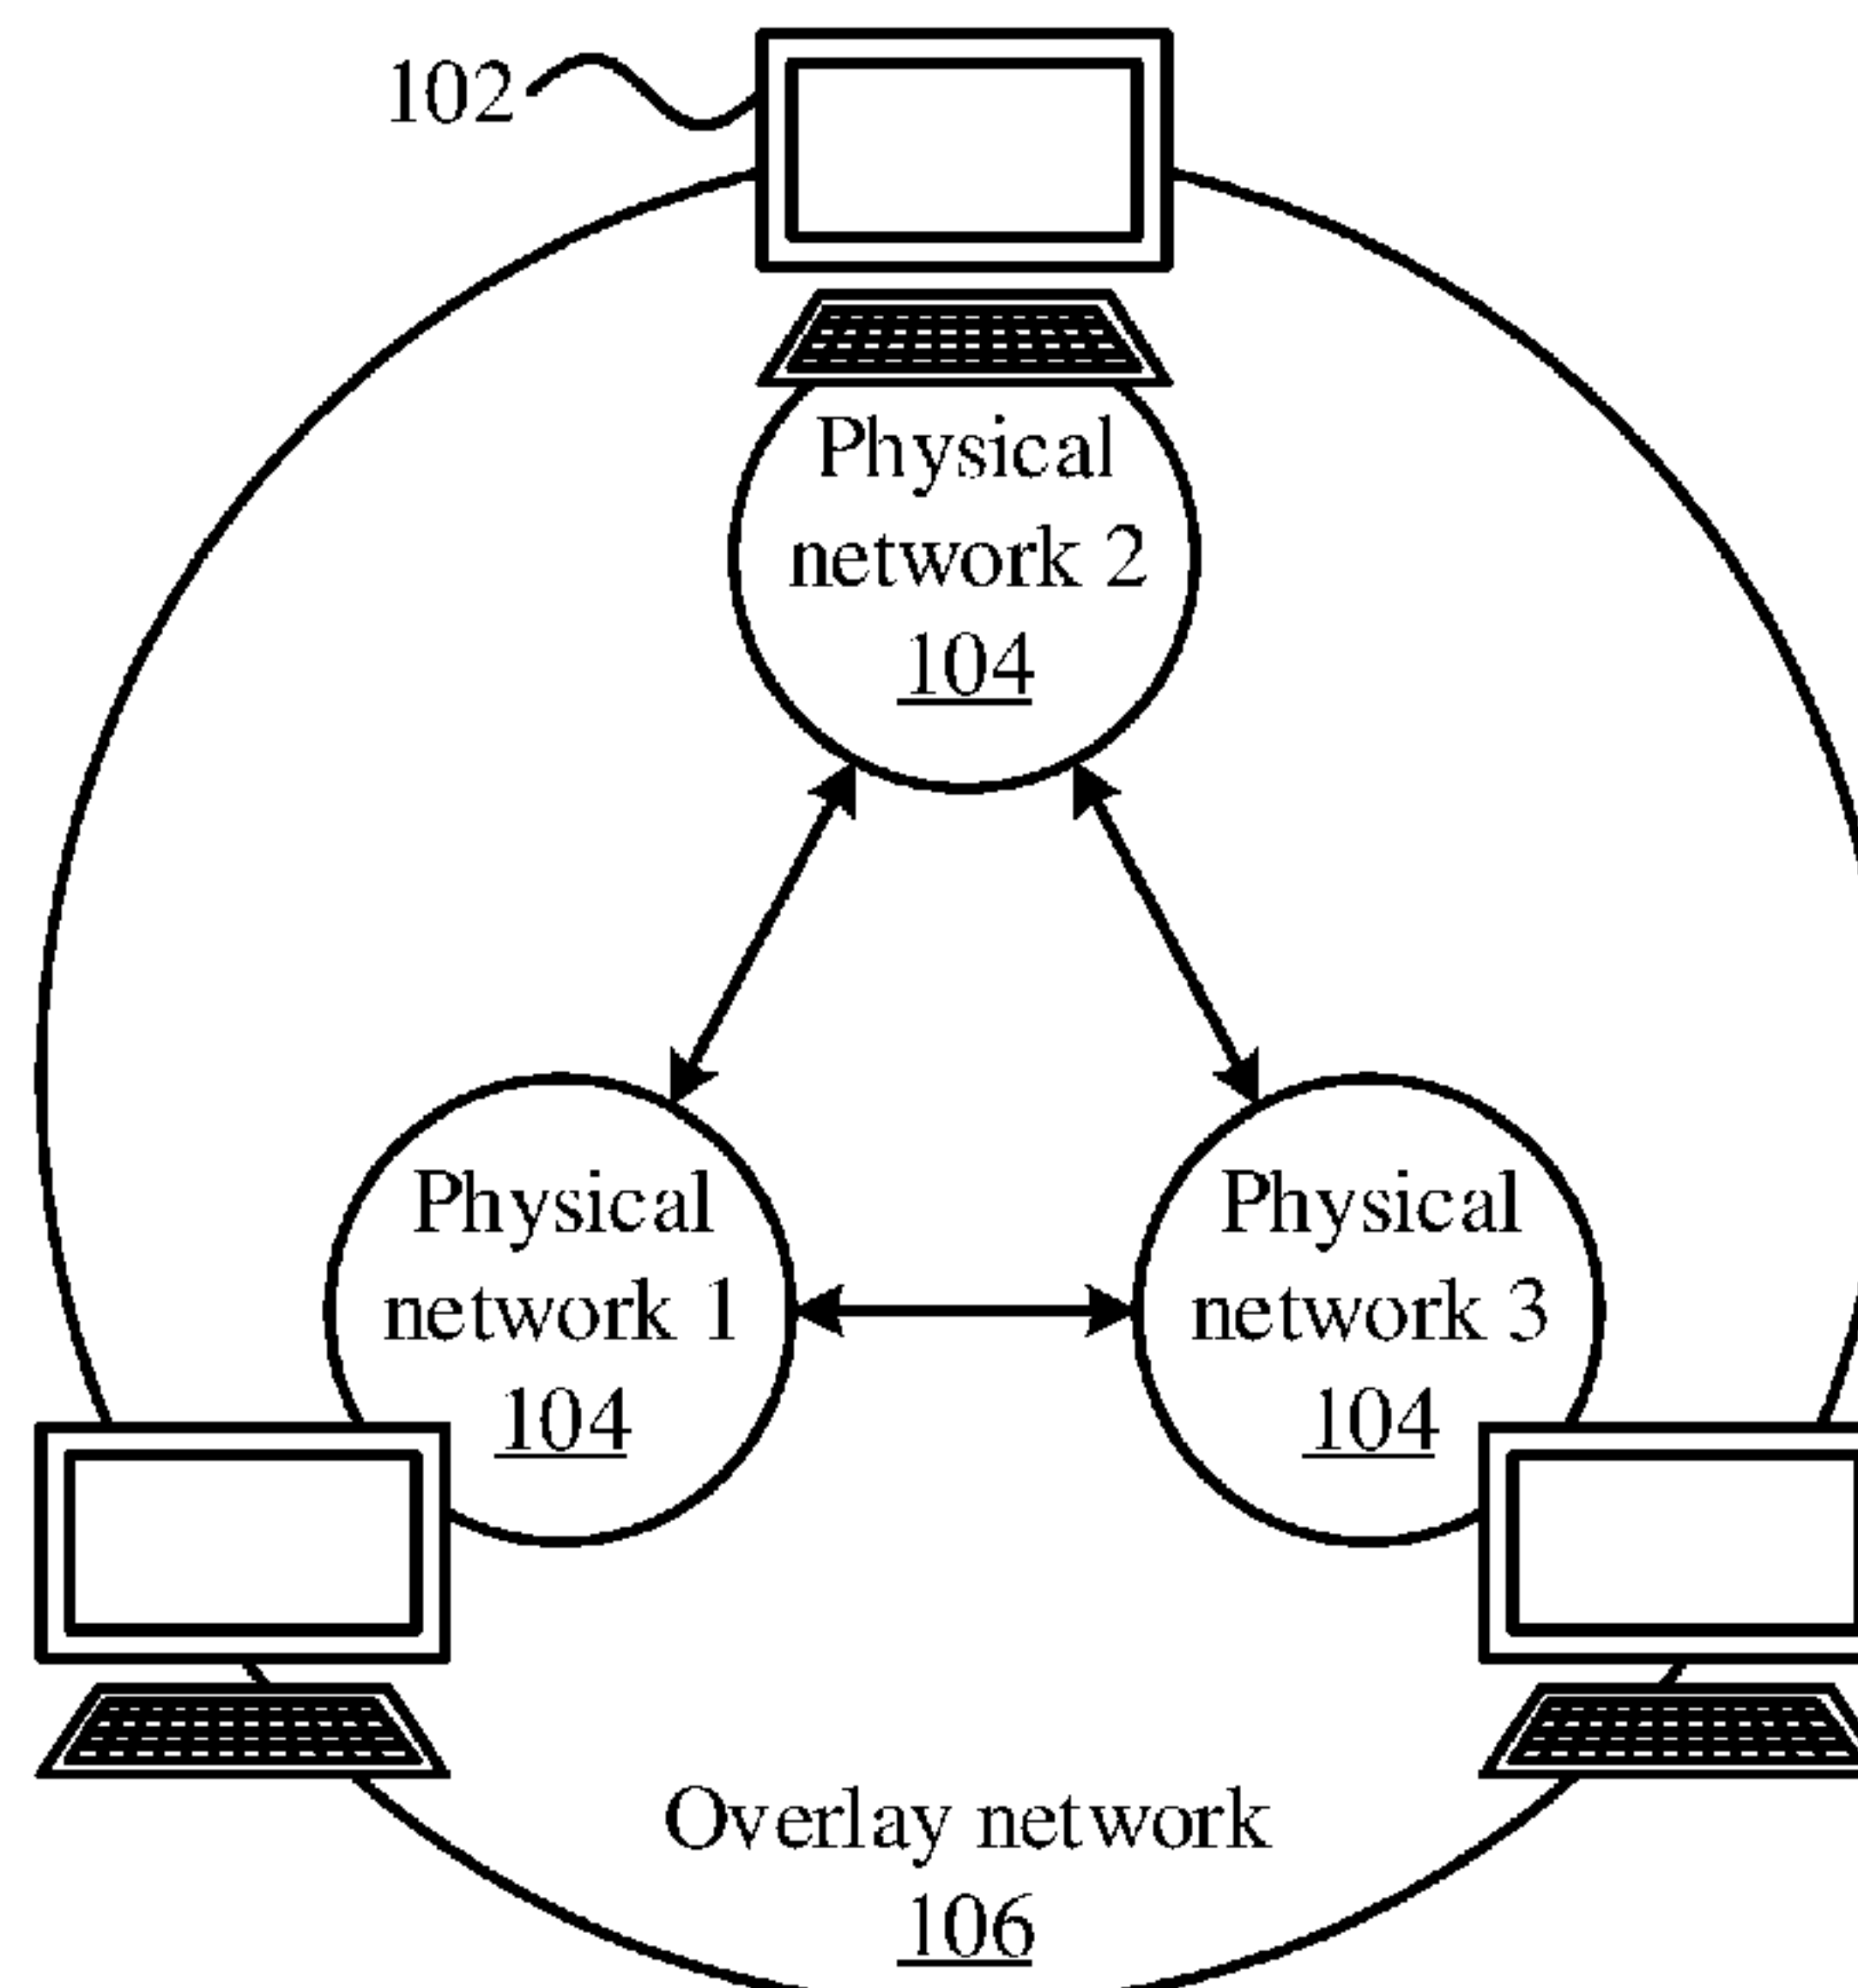 102
Physical
network 2
104
Physical
network 1
104
Physical
network 3
104
Overlay network
106